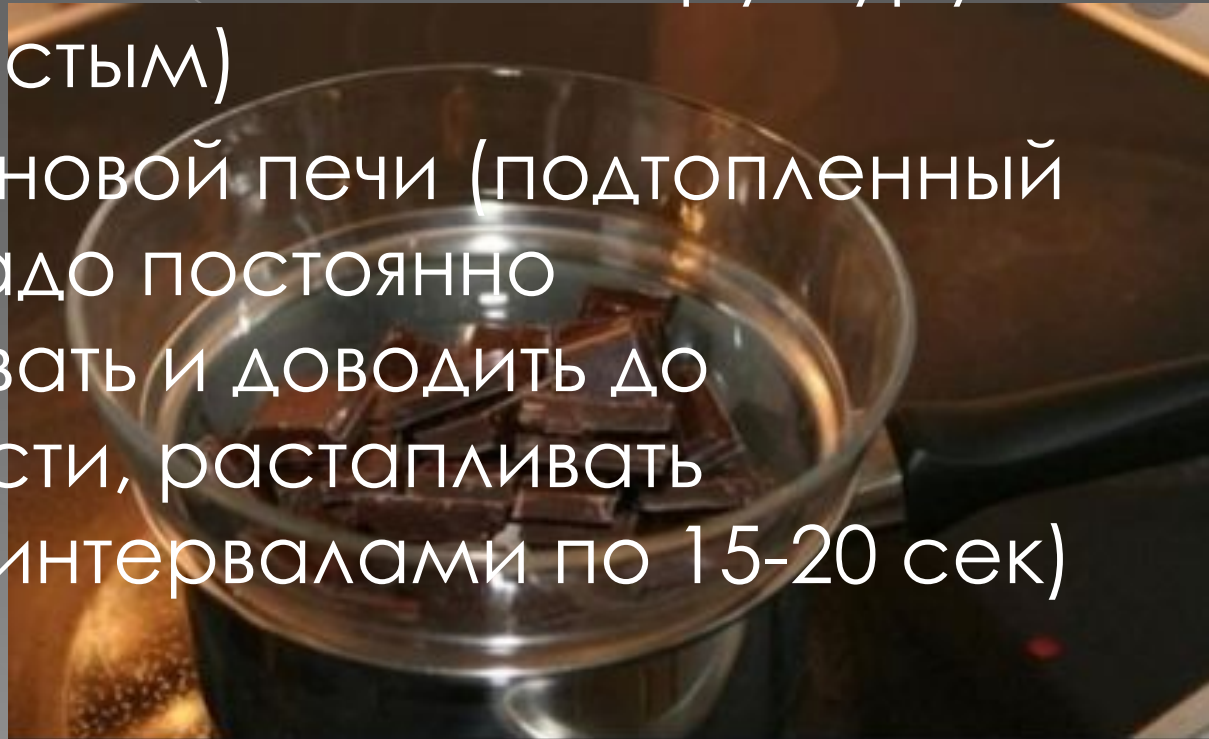 стым)
новой печи (подтопленный
адо постоянно
вать и доводить до
сти, растапливать
интервалами по 15-20 сек)